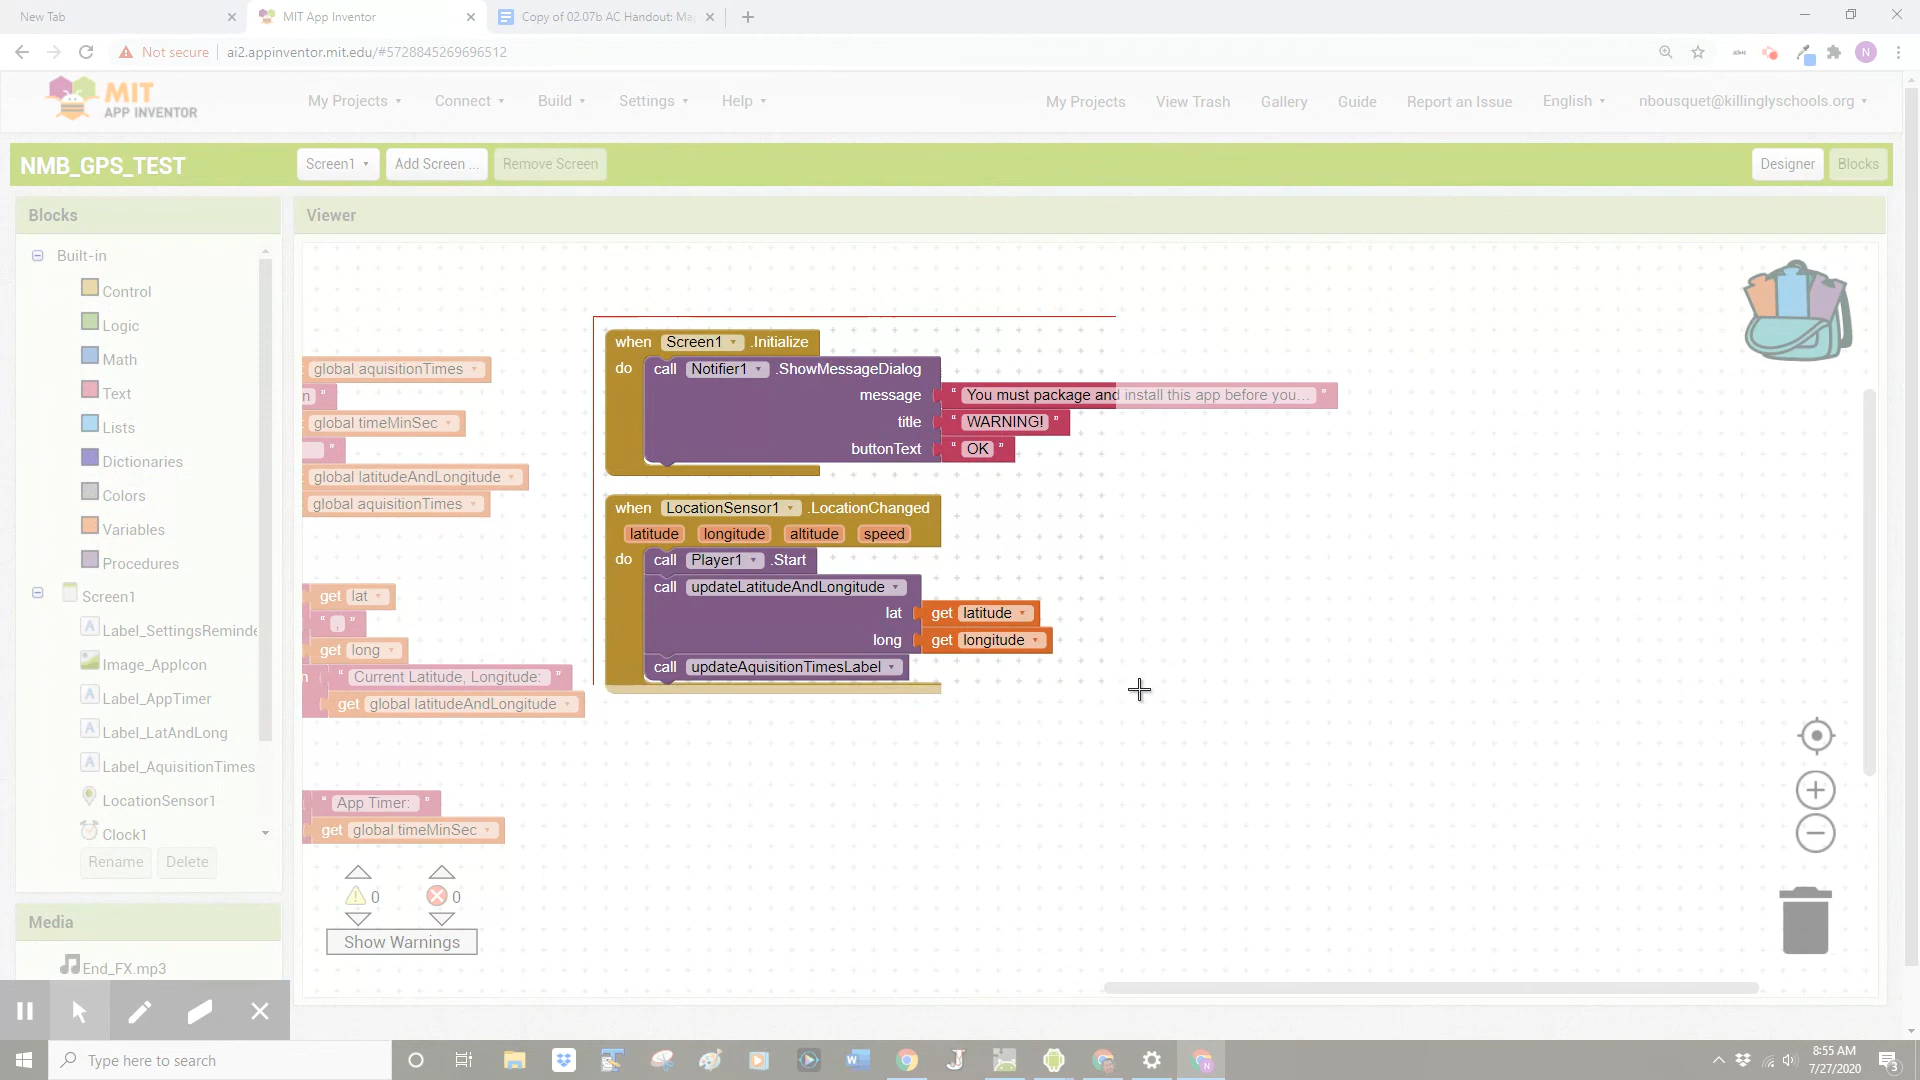 New Tab
MIT App Inventor
Copy of 02.07b AC Handout: Ma
Not secure
ai2.appinventor.mit.edu/#5728845269696512
N
MIT
APP INVENTOR
My Projects
Connect
Build
Settings
Help
My Projects
View Trash
Gallery
Guide
Report an Issue
English
nbousquet@killinglyschools.org
NMB_GPS_TEST
Screen1
Add Screen ...
Remove Screen
Designer
Blocks
Blocks
Viewer
Built-in
Control
Logic
Math
Text
Lists
Dictionaries
Colors
Variables
Procedures
Screen1
Label_SettingsReminde
Image_AppIcon
Label_AppTimer
Label_LatAndLong
Label_AquisitionTimes
LocationSensor1
Clock1
Rename
Delete
Media
End_FX.mp3
global aquisitionTimes
n "
global timeMinSec
"
global latitudeAndLongitude
global aquisitionTimes
get lat
" , "
get long
n " Current Latitude, Longitude: "
get global latitudeAndLongitude
" App Timer: "
get global timeMinSec
0
0
Show Warnings
when Screen1 .Initialize
do call Notifier1 .ShowMessageDialog
message " You must package and install this app before you... "
title " WARNING! "
buttonText " OK "
when LocationSensor1 .LocationChanged
latitude longitude altitude speed
do call Player1 .Start
call updateLatitudeAndLongitude
lat get latitude
long get longitude
call updateAquisitionTimesLabel
Type here to search
8:55 AM
7/27/2020
3